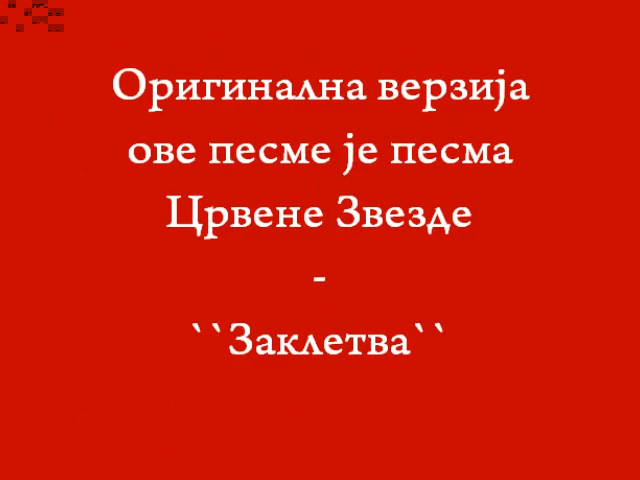 Оригинална верзија
ове песме је песма
Црвене Звезде
-
``Заклетва``